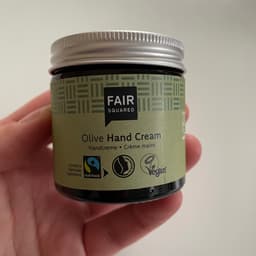 FAIR
SQUARED
Olive Hand Cream
Handcreme • Crème mains
vegan